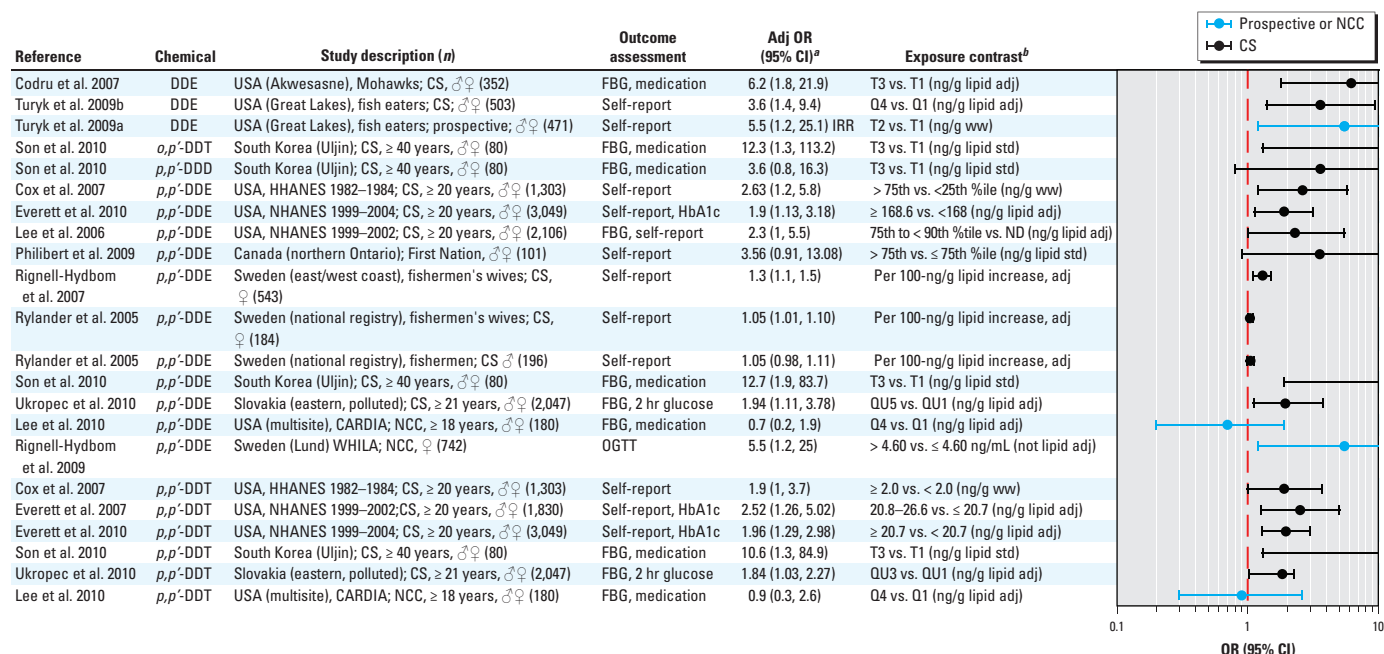 Prospective or NCC
CS
Reference Chemical Study description (n) Outcome assessment Adj OR (95% CI)a Exposure contrastb
Codru et al. 2007 DDE USA (Akwesasne), Mohawks; CS, ♂♀ (352) FBG, medication 6.2 (1.8, 21.9) T3 vs. T1 (ng/g lipid adj)
Turyk et al. 2009b DDE USA (Great Lakes), fish eaters; CS; ♂♀ (503) Self-report 3.6 (1.4, 9.4) Q4 vs. Q1 (ng/g lipid adj)
Turyk et al. 2009a DDE USA (Great Lakes), fish eaters; prospective; ♂♀ (471) Self-report 5.5 (1.2, 25.1) IRR T2 vs. T1 (ng/g ww)
Son et al. 2010 o,p′-DDT South Korea (Uljin); CS, ≥ 40 years, ♂♀ (80) FBG, medication 12.3 (1.3, 113.2) T3 vs. T1 (ng/g lipid std)
Son et al. 2010 p,p′-DDD South Korea (Uljin); CS, ≥ 40 years, ♂♀ (80) FBG, medication 3.6 (0.8, 16.3) T3 vs. T1 (ng/g lipid std)
Cox et al. 2007 p,p′-DDE USA, HHANES 1982–1984; CS, ≥ 20 years, ♂♀ (1,303) Self-report 2.63 (1.2, 5.8) > 75th vs. <25th %ile (ng/g ww)
Everett et al. 2010 p,p′-DDE USA, NHANES 1999–2004; CS, ≥ 20 years, ♂♀ (3,049) Self-report, HbA1c 1.9 (1.13, 3.18) ≥ 168.6 vs. <168 (ng/g lipid adj)
Lee et al. 2006 p,p′-DDE USA, NHANES 1999–2002; CS, ≥ 20 years, ♂♀ (2,106) FBG, self-report 2.3 (1, 5.5) 75th to < 90th %tile vs. ND (ng/g lipid adj)
Philibert et al. 2009 p,p′-DDE Canada (northern Ontario); First Nation, ♂♀ (101) Self-report 3.56 (0.91, 13.08) > 75th vs. ≤ 75th %ile (ng/g lipid std)
Rignell-Hydbom p,p′-DDE Sweden (east/west coast), fishermen's wives; CS, Self-report 1.3 (1.1, 1.5) Per 100-ng/g lipid increase, adj
et al. 2007 ♀ (543)
Rylander et al. 2005 p,p′-DDE Sweden (national registry), fishermen's wives; CS, Self-report 1.05 (1.01, 1.10) Per 100-ng/g lipid increase, adj
♀ (184)
Rylander et al. 2005 p,p′-DDE Sweden (national registry), fishermen; CS ♂ (196) Self-report 1.05 (0.98, 1.11) Per 100-ng/g lipid increase, adj
Son et al. 2010 p,p′-DDE South Korea (Uljin); CS, ≥ 40 years, ♂♀ (80) FBG, medication 12.7 (1.9, 83.7) T3 vs. T1 (ng/g lipid std)
Ukropec et al. 2010 p,p′-DDE Slovakia (eastern, polluted); CS, ≥ 21 years, ♂♀ (2,047) FBG, 2 hr glucose 1.94 (1.11, 3.78) QU5 vs. QU1 (ng/g lipid adj)
Lee et al. 2010 p,p′-DDE USA (multisite), CARDIA; NCC, ≥ 18 years, ♂♀ (180) FBG, medication 0.7 (0.2, 1.9) Q4 vs. Q1 (ng/g lipid adj)
Rignell-Hydbom p,p′-DDE Sweden (Lund) WHILA; NCC, ♀ (742) OGTT 5.5 (1.2, 25) > 4.60 vs. ≤ 4.60 ng/mL (not lipid adj)
et al. 2009
Cox et al. 2007 p,p′-DDT USA, HHANES 1982–1984; CS, ≥ 20 years, ♂♀ (1,303) Self-report 1.9 (1, 3.7) ≥ 2.0 vs. < 2.0 (ng/g ww)
Everett et al. 2007 p,p′-DDT USA, NHANES 1999–2002;CS, ≥ 20 years, ♂♀ (1,830) Self-report, HbA1c 2.52 (1.26, 5.02) 20.8–26.6 vs. ≤ 20.7 (ng/g lipid adj)
Everett et al. 2010 p,p′-DDT USA, NHANES 1999–2004; CS, ≥ 20 years, ♂♀ (3,049) Self-report, HbA1c 1.96 (1.29, 2.98) ≥ 20.7 vs. < 20.7 (ng/g lipid adj)
Son et al. 2010 p,p′-DDT South Korea (Uljin); CS, ≥ 40 years, ♂♀ (80) FBG, medication 10.6 (1.3, 84.9) T3 vs. T1 (ng/g lipid std)
Ukropec et al. 2010 p,p′-DDT Slovakia (eastern, polluted); CS, ≥ 21 years, ♂♀ (2,047) FBG, 2 hr glucose 1.84 (1.03, 2.27) QU3 vs. QU1 (ng/g lipid adj)
Lee et al. 2010 p,p′-DDT USA (multisite), CARDIA; NCC, ≥ 18 years, ♂♀ (180) FBG, medication 0.9 (0.3, 2.6) Q4 vs. Q1 (ng/g lipid adj)
0.1 1 10
OR (95% CI)